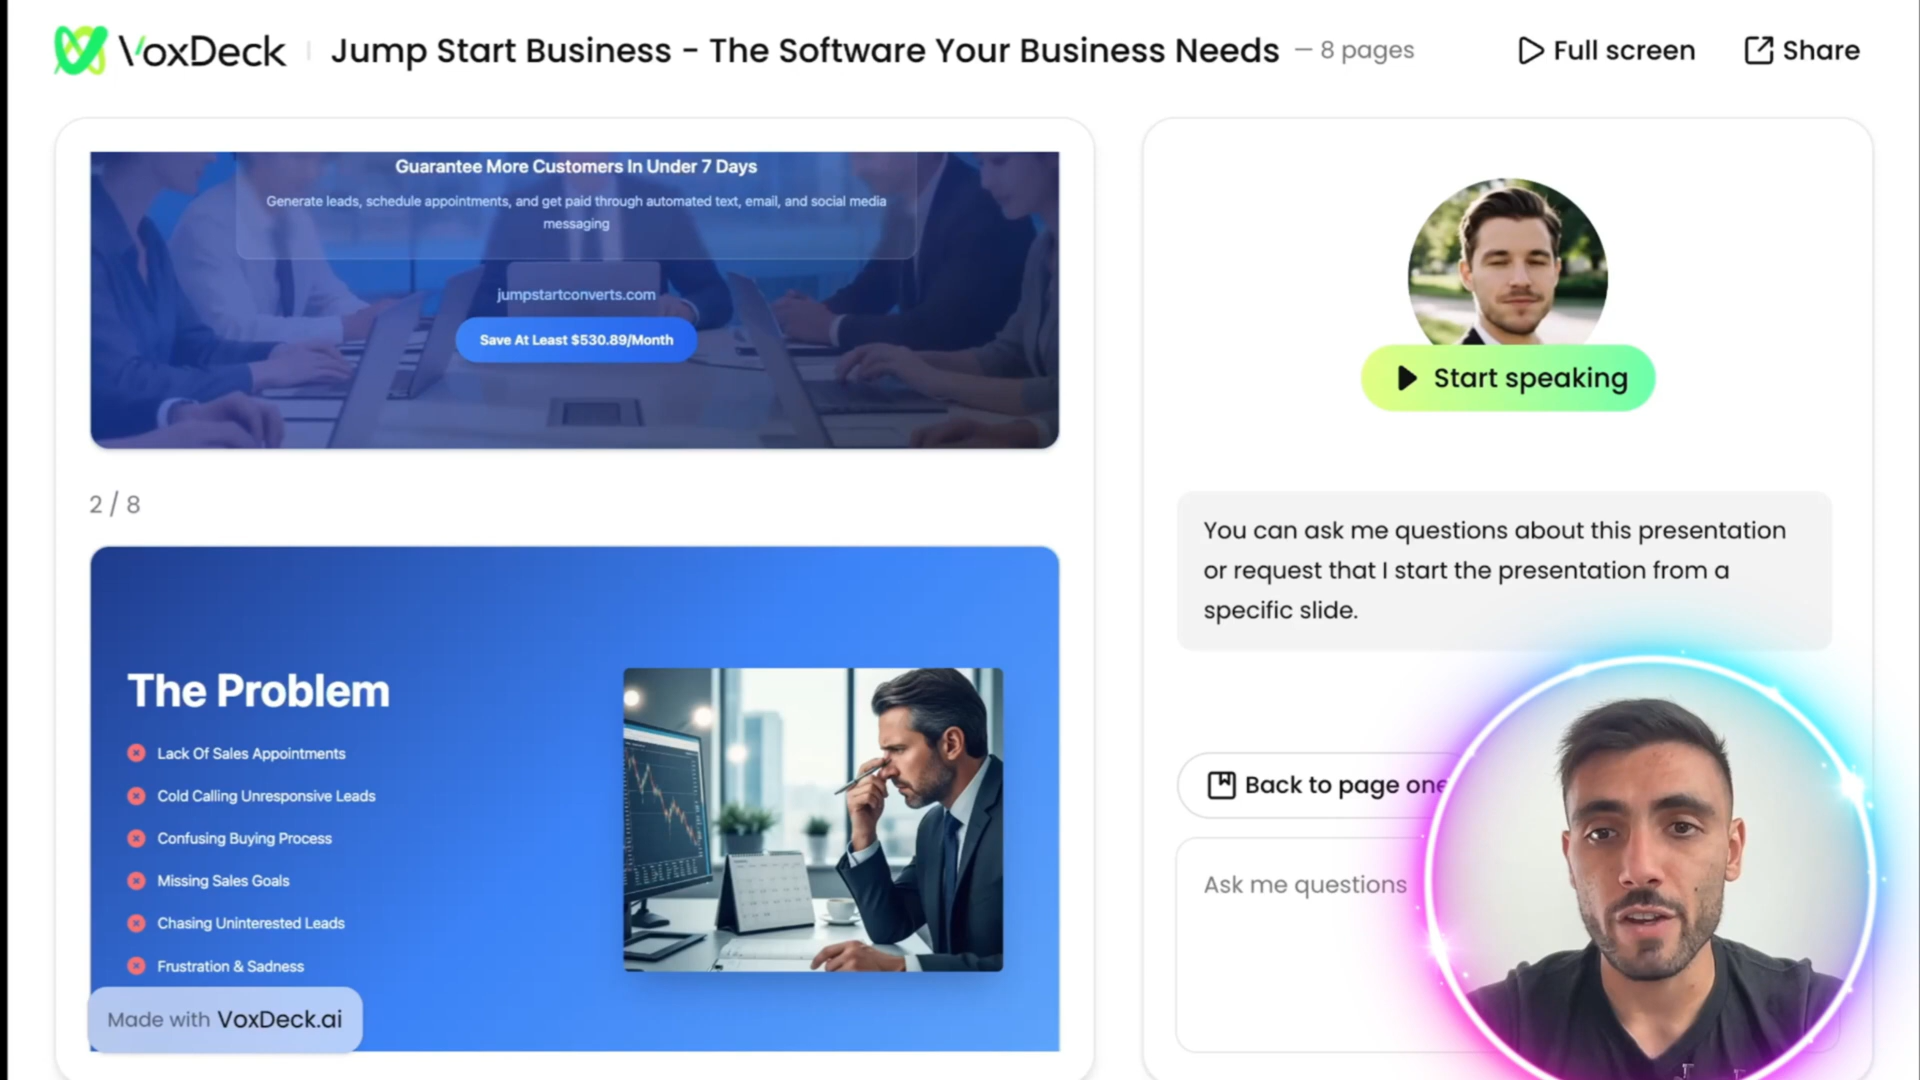 VoxDeck
Jump Start Business - The Software Your Business Needs
— 8 pages
Full screen
Share
Guarantee More Customers In Under 7 Days
Generate leads, schedule appointments, and get paid through automated text, email, and social media
messaging
jumpstartconverts.com
Save At Least $530.89/Month
2 / 8
The Problem
Lack Of Sales Appointments
Cold Calling Unresponsive Leads
Confusing Buying Process
Missing Sales Goals
Chasing Uninterested Leads
Frustration & Sadness
Made with VoxDeck.ai
Start speaking
You can ask me questions about this presentation
or request that I start the presentation from a
specific slide.
Back to page one
Ask me questions